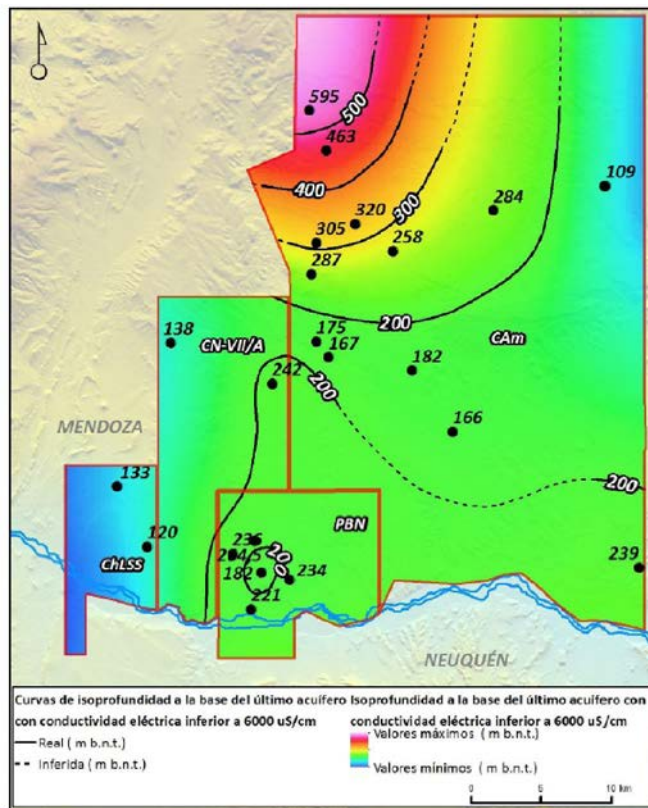 595
500
463
109
400
320
300
284
305
258
287
200
138
CN-VII/A
175
167
CAm
182
242
200
166
MENDOZA
133
200
PBN
120
200
ChLSS
182
234
239
221
NEUQUÉN
Curvas de isoprofundidad a la base del último acuífero
con conductividad eléctrica inferior a 6000 uS/cm
Real ( m b.n.t.)
Inferida ( m b.n.t.)
Isoprofundidad a la base del último acuífero con
conductividad eléctrica inferior a 6000 uS/cm
Valores máximos ( m b.n.t.)
Valores mínimos ( m b.n.t.)
0 5 10 km